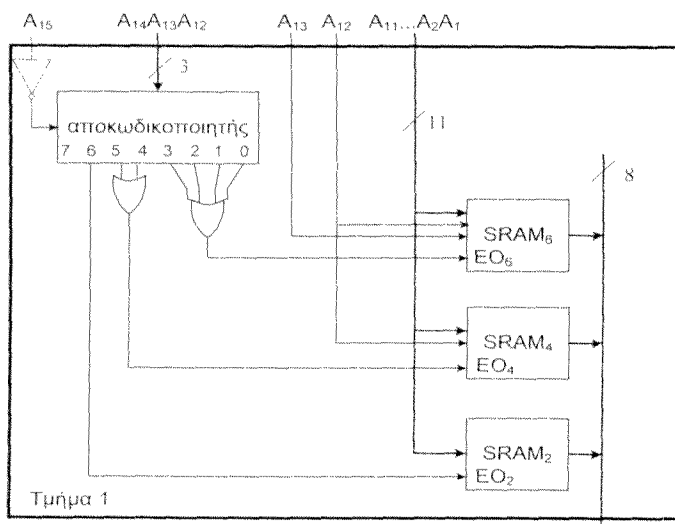 A₁₅ A₁₄A₁₃A₁₂ A₁₃ A₁₂ A₁₁...A₂A₁
3
αποκωδικοποιητής
7 6 5 4 3 2 1 0
11
8
SRAM₆
EO₆
SRAM₄
EO₄
SRAM₂
EO₂
Τμήμα 1